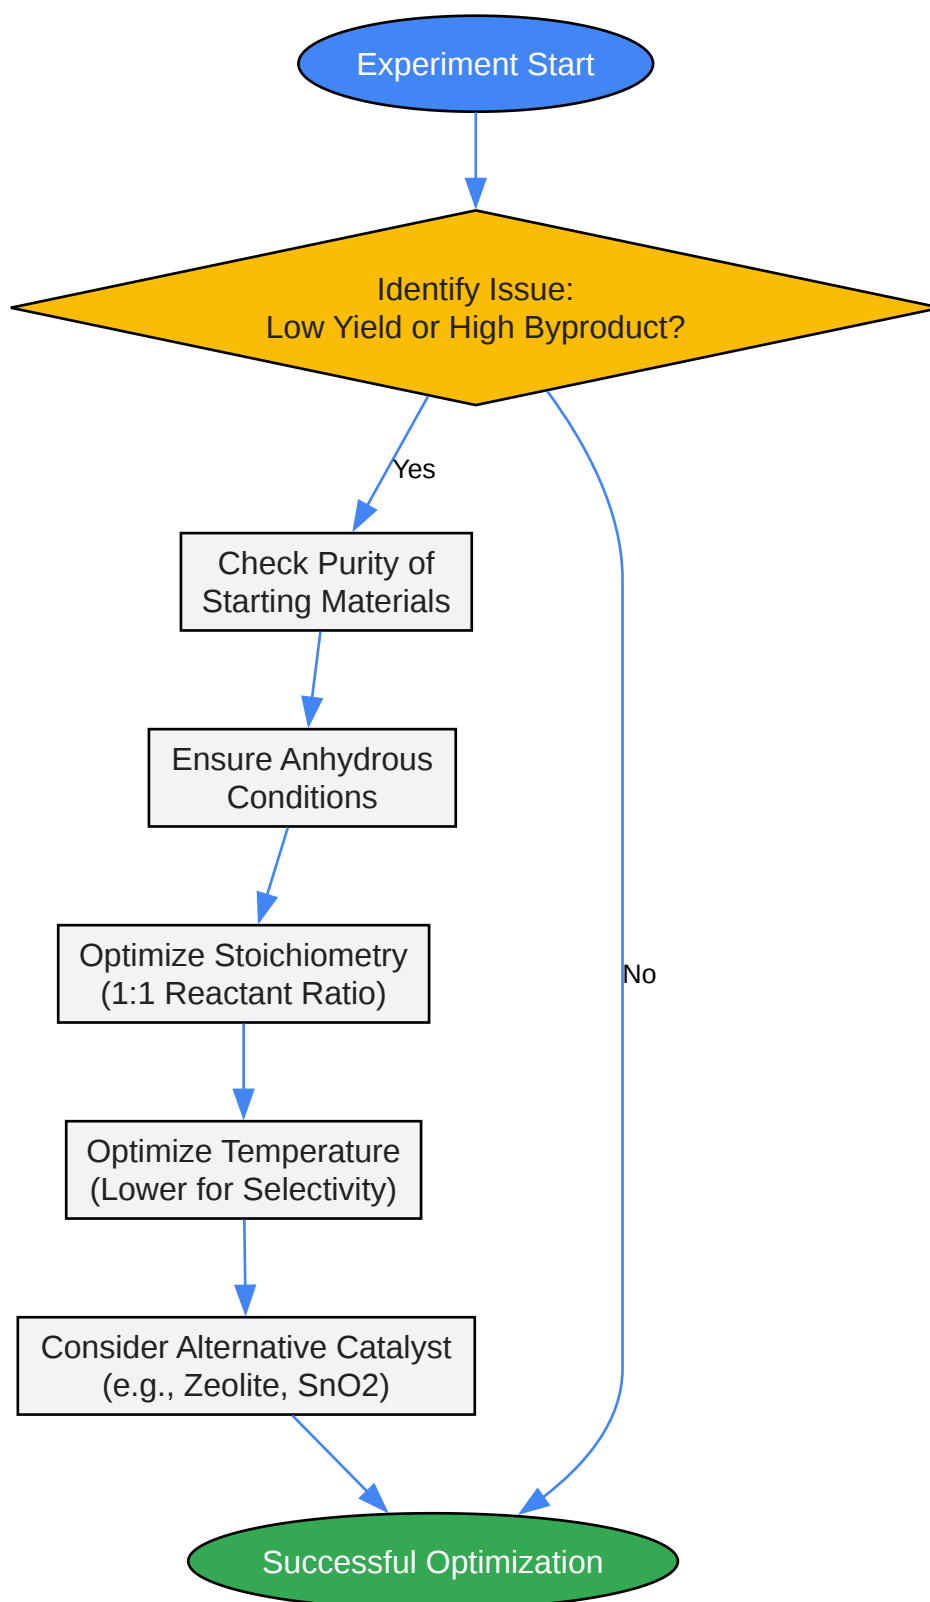 Experiment Start
Identify Issue:
Low Yield or High Byproduct?
Yes
Check Purity of
Starting Materials
Ensure Anhydrous
Conditions
Optimize Stoichiometry
(1:1 Reactant Ratio)
No
Optimize Temperature
(Lower for Selectivity)
Consider Alternative Catalyst
(e.g., Zeolite, SnO2)
Successful Optimization